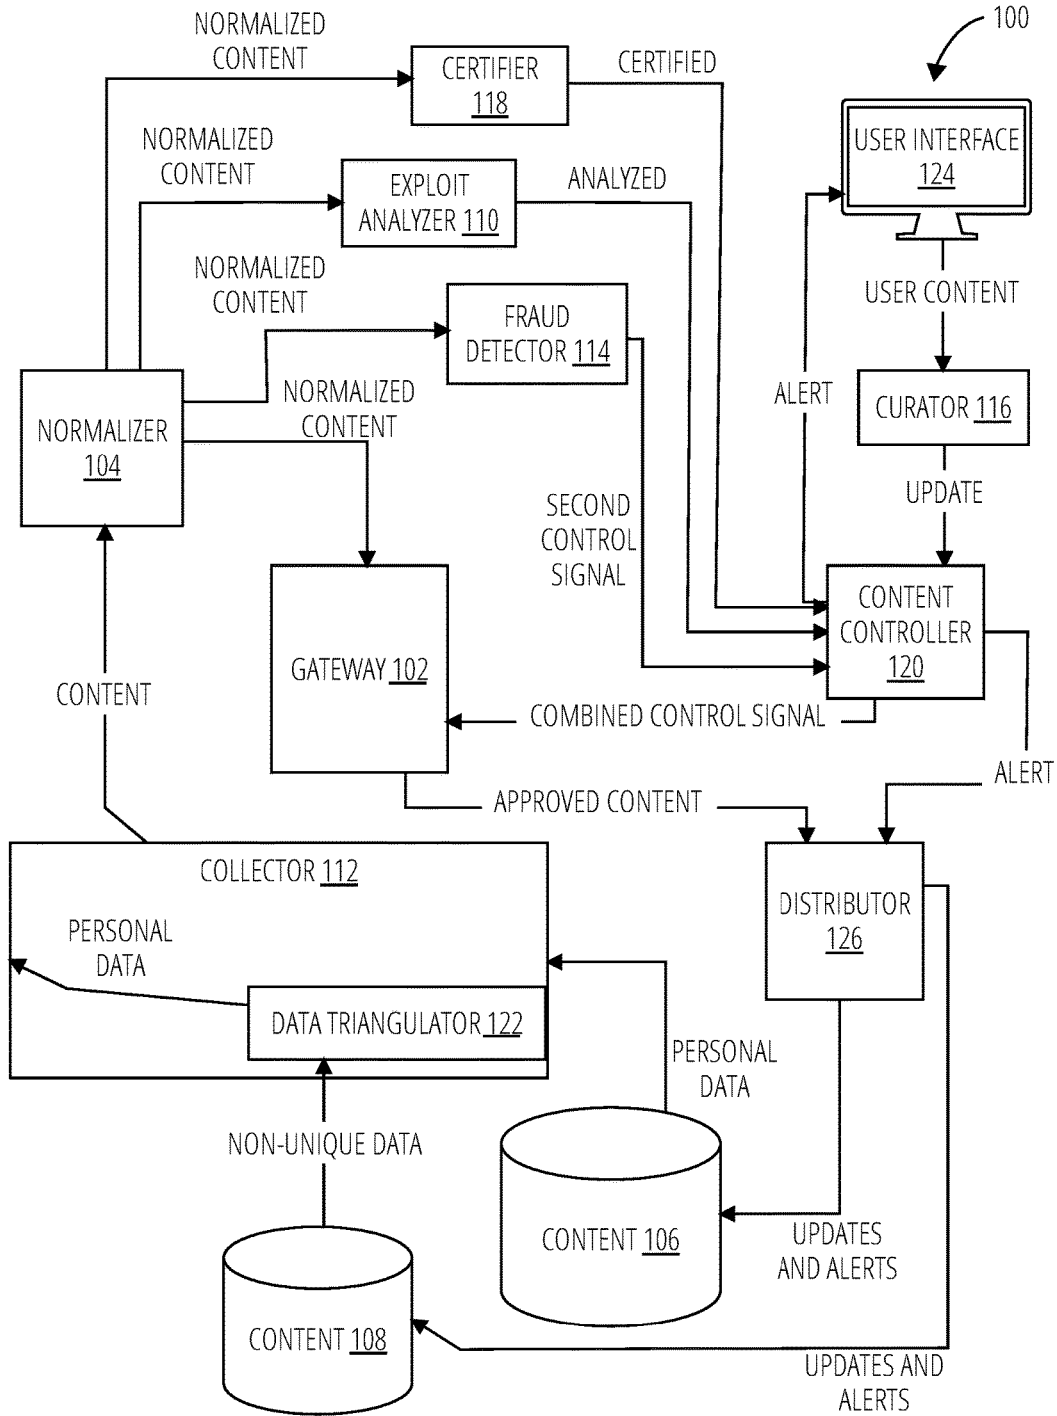 100
NORMALIZED
CONTENT
CERTIFIER
118
CERTIFIED
USER INTERFACE
124
NORMALIZED
CONTENT
EXPLOIT
ANALYZER 110
ANALYZED
NORMALIZED
CONTENT
FRAUD
DETECTOR 114
USER CONTENT
NORMALIZED
CONTENT
ALERT
CURATOR 116
NORMALIZER
104
UPDATE
SECOND
CONTROL
SIGNAL
CONTENT
CONTROLLER
120
GATEWAY 102
CONTENT
COMBINED CONTROL SIGNAL
ALERT
APPROVED CONTENT
COLLECTOR 112
DISTRIBUTOR
126
PERSONAL
DATA
DATA TRIANGULATOR 122
PERSONAL
DATA
NON-UNIQUE DATA
CONTENT 106
UPDATES
AND ALERTS
CONTENT 108
UPDATES AND
ALERTS